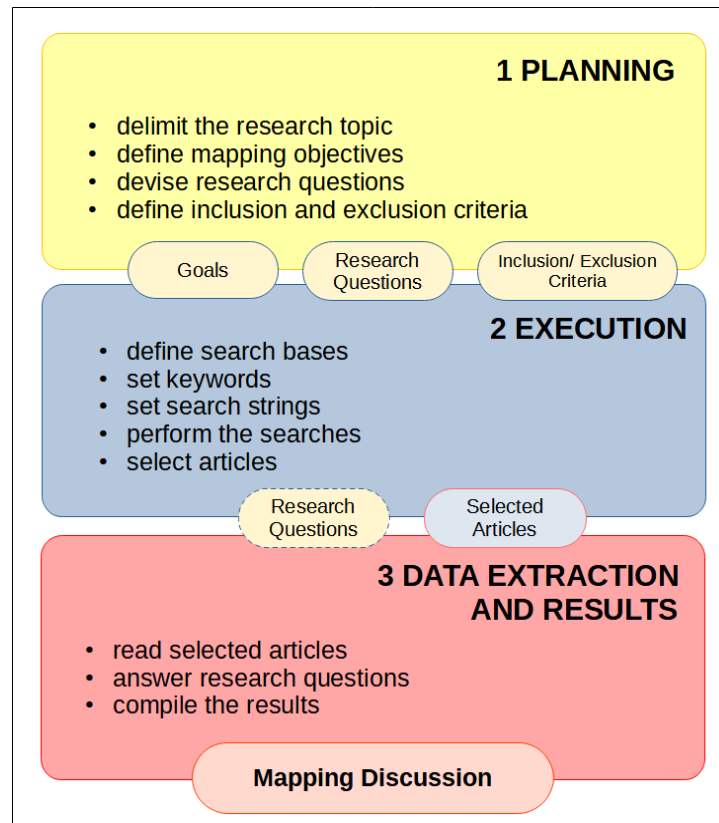 1 PLANNING
• delimit the research topic
• define mapping objectives
• devise research questions
• define inclusion and exclusion criteria
Goals
Research
Questions
Inclusion/ Exclusion
Criteria
2 EXECUTION
• define search bases
• set keywords
• set search strings
• perform the searches
• select articles
Research
Questions
Selected
Articles
3 DATA EXTRACTION
AND RESULTS
• read selected articles
• answer research questions
• compile the results
Mapping Discussion